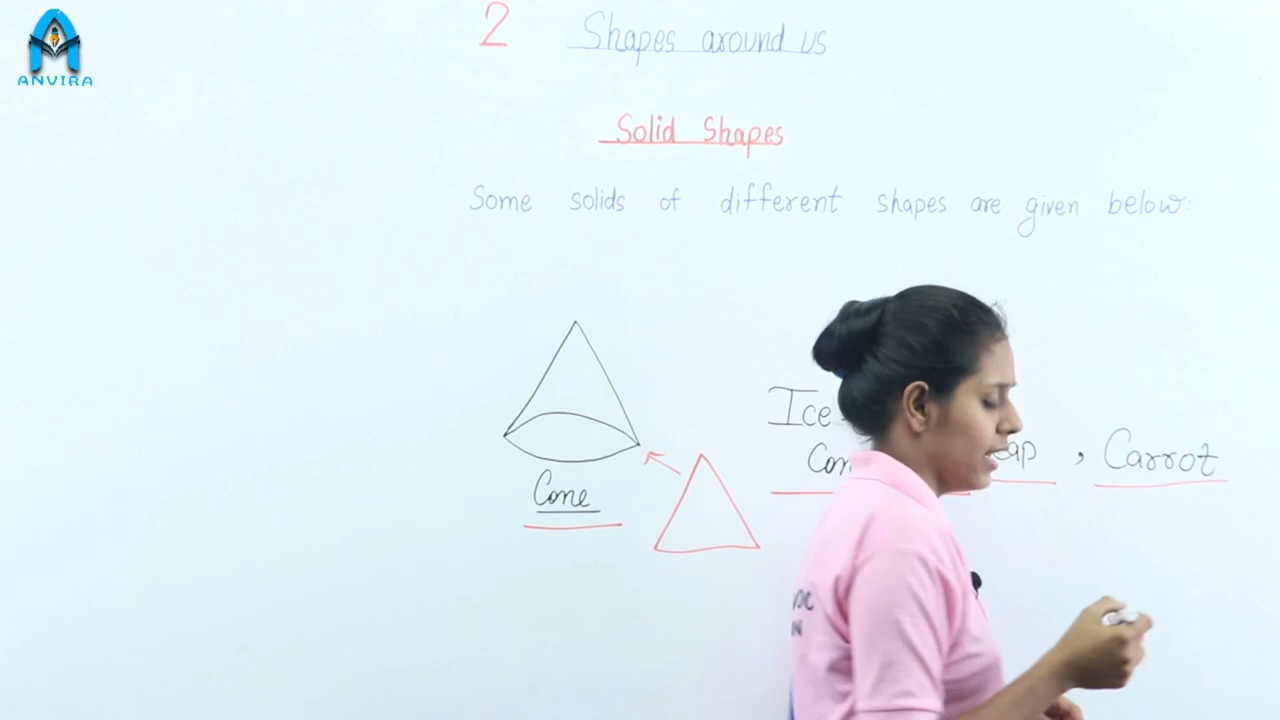 ANVIRA
2 Shapes around us
Solid Shapes
Some solids of different shapes are given below:
Ice
Carrot
Cone